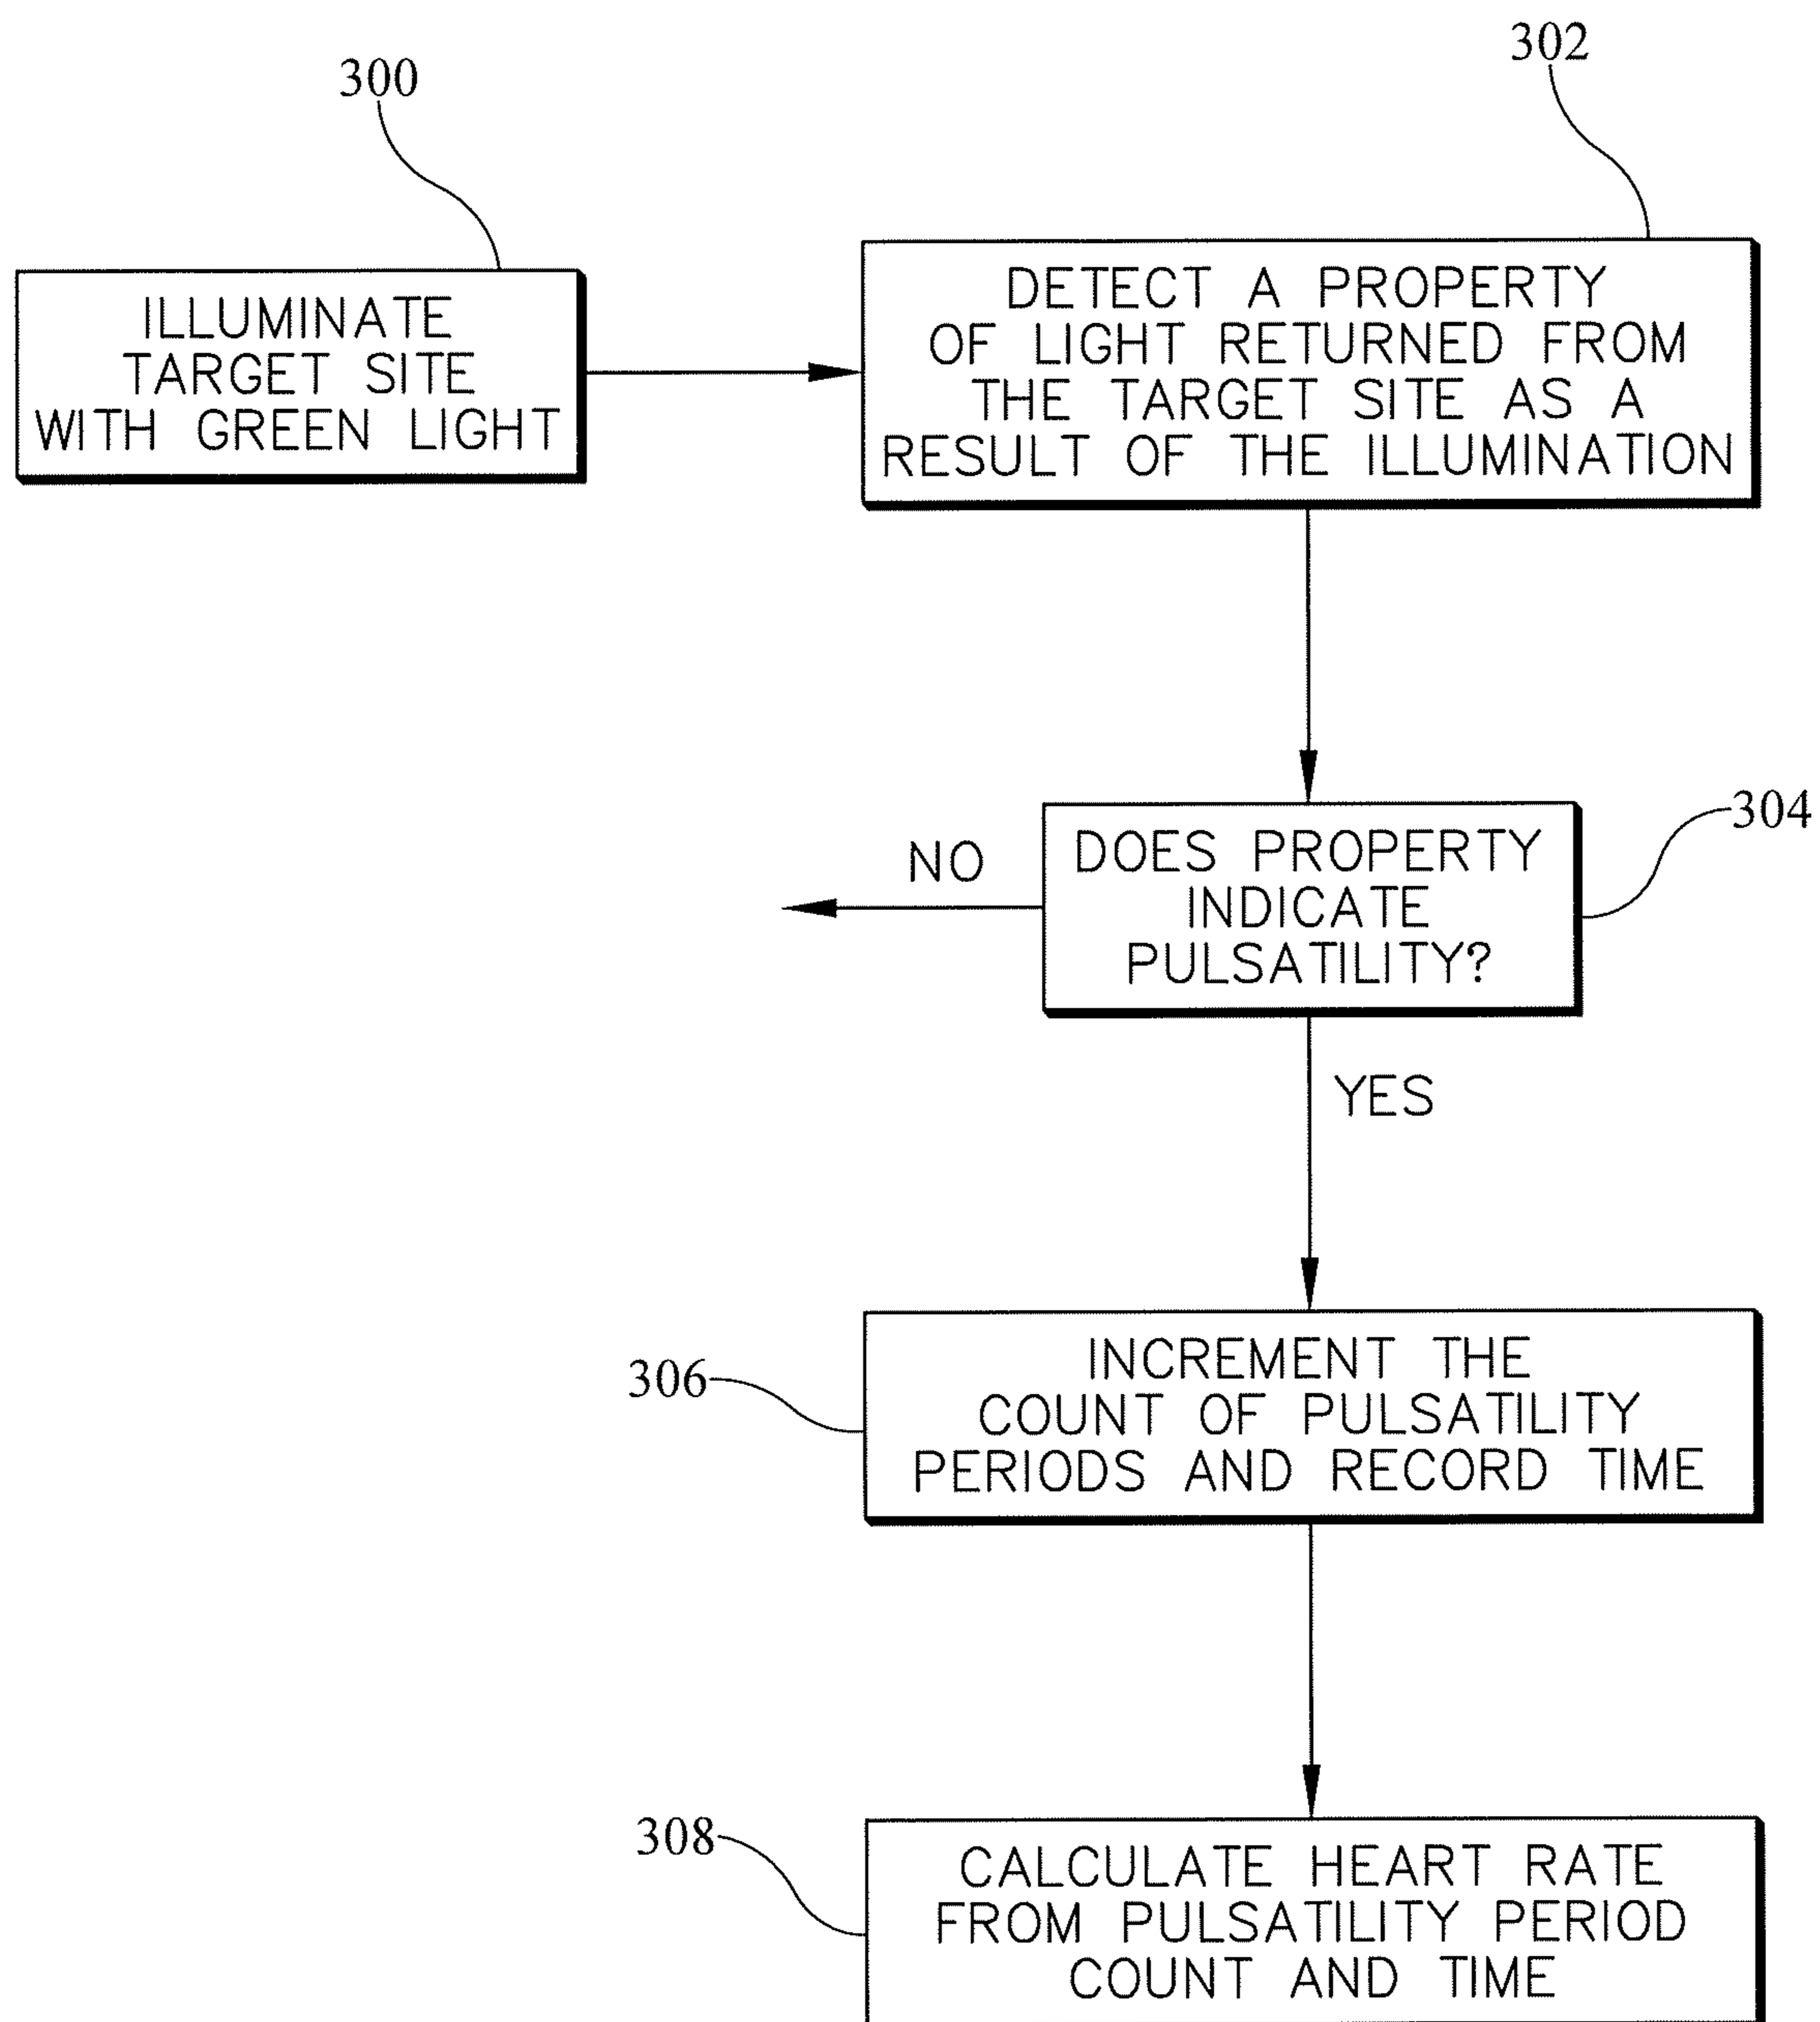 300
302
ILLUMINATE
TARGET SITE
WITH GREEN LIGHT
DETECT A PROPERTY
OF LIGHT RETURNED FROM
THE TARGET SITE AS A
RESULT OF THE ILLUMINATION
304
NO
DOES PROPERTY
INDICATE
PULSATILITY?
YES
306
INCREMENT THE
COUNT OF PULSATILITY
PERIODS AND RECORD TIME
308
CALCULATE HEART RATE
FROM PULSATILITY PERIOD
COUNT AND TIME